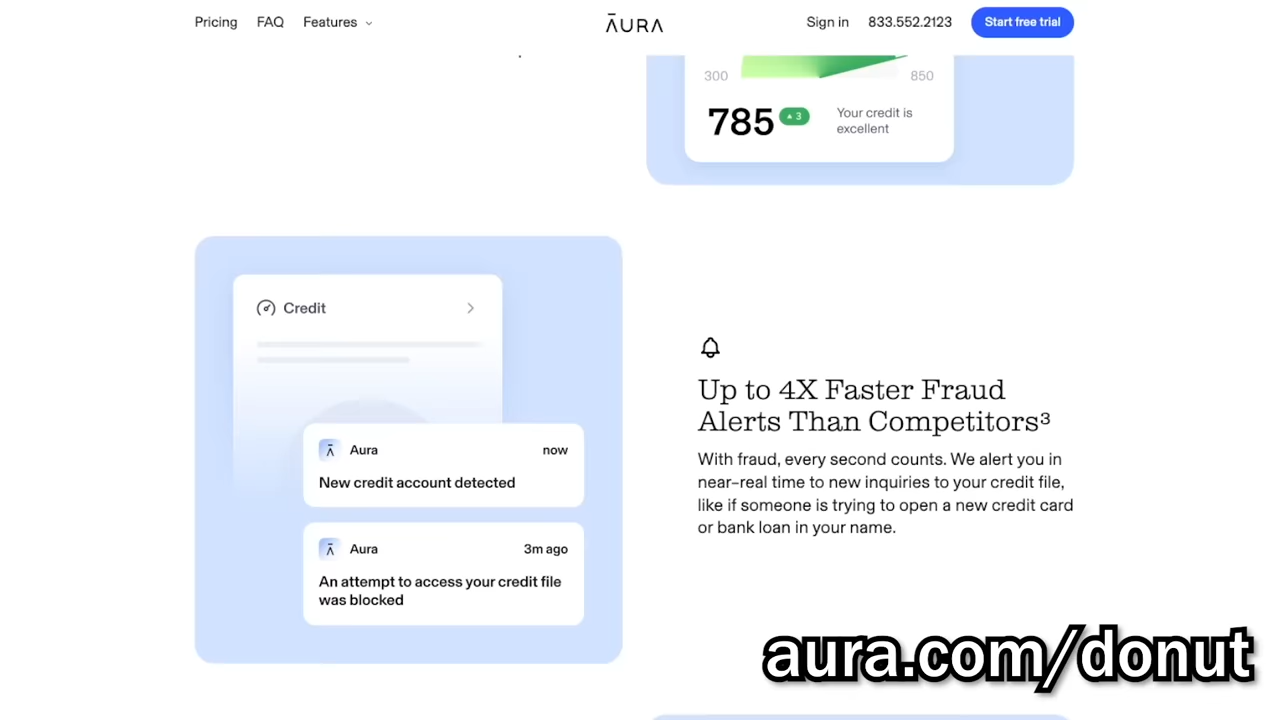 Pricing FAQ Features ĀURA Sign in 833.552.2123 Start free trial
300 850
785 3 Your credit is
excellent
Credit
Aura now
New credit account detected
Aura 3m ago
An attempt to access your credit file
was blocked
Up to 4X Faster Fraud
Alerts Than Competitors³
With fraud, every second counts. We alert you in
near-real time to new inquiries to your credit file,
like if someone is trying to open a new credit card
or bank loan in your name.
aura.com/donut